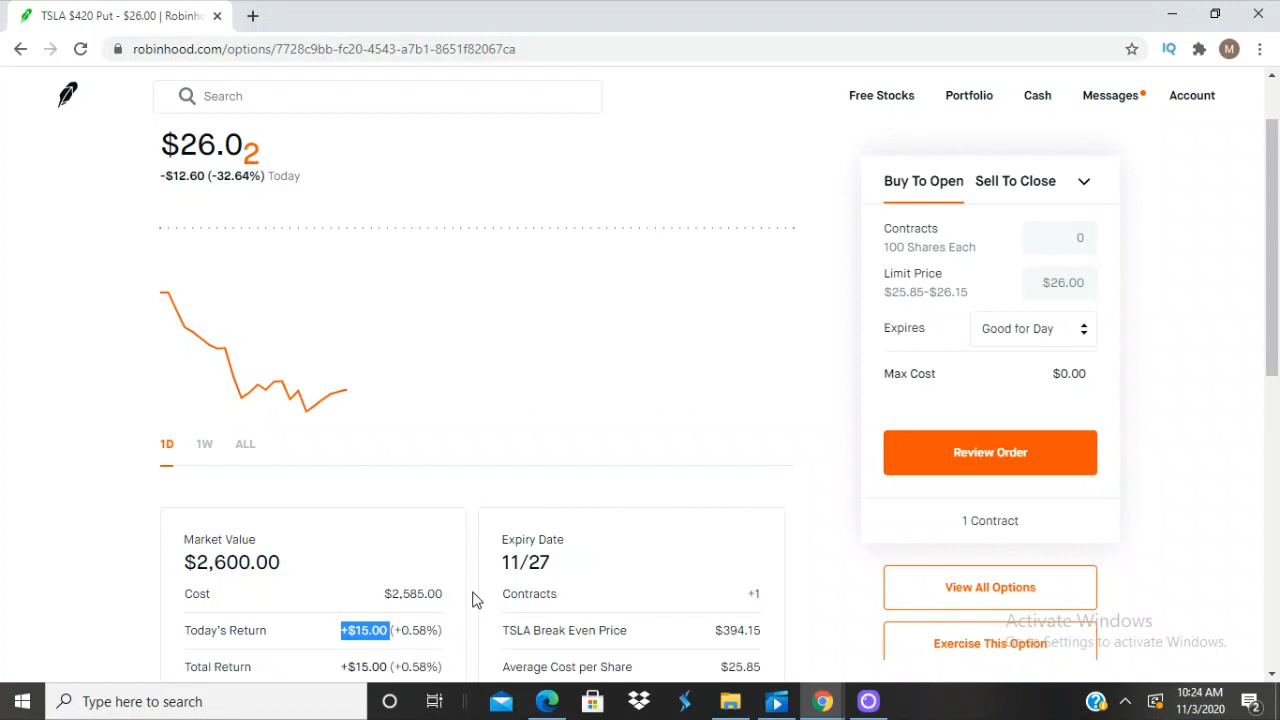 TSLA $420 Put - $26.00 | Robinh
robinhood.com/options/7728c9bb-fc20-4543-a7b1-8651f82067ca
IQ
M
Search
Free Stocks
Portfolio
Cash
Messages
Account
$26.02
-$12.60 (-32.64%) Today
1D
1W
ALL
Market Value
$2,600.00
Cost $2,585.00
Today's Return +$15.00 (+0.58%)
Total Return +$15.00 (+0.58%)
Expiry Date
11/27
Contracts +1
TSLA Break Even Price $394.15
Average Cost per Share $25.85
Buy To Open Sell To Close
Contracts 0
100 Shares Each
Limit Price $26.00
$25.85-$26.15
Expires Good for Day
Max Cost $0.00
Review Order
1 Contract
View All Options
Exercise This Option
Activate Windows
Go to Settings to activate Windows.
Type here to search
10:24 AM
11/3/2020
2